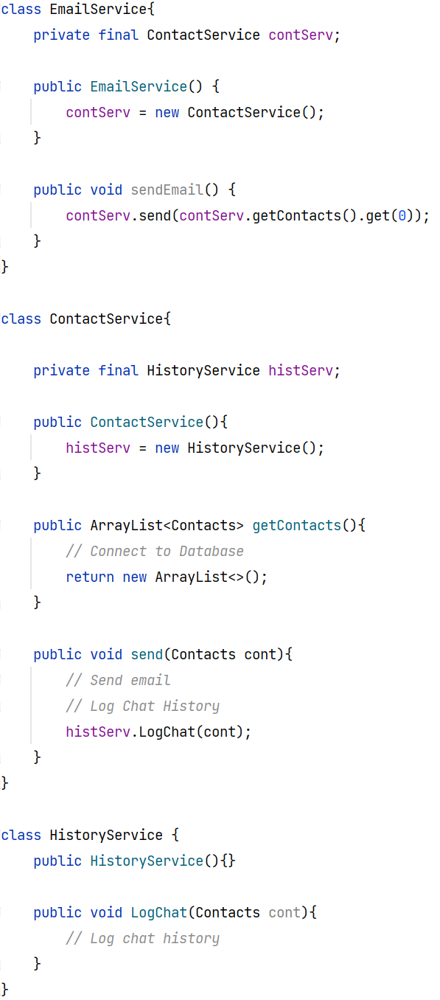 class EmailService{
    private final ContactService contServ;

    public EmailService() {
        contServ = new ContactService();
    }

    public void sendEmail() {
        contServ.send(contServ.getContacts().get(0));
    }
}

class ContactService{

    private final HistoryService histServ;

    public ContactService(){
        histServ = new HistoryService();
    }

    public ArrayList<Contacts> getContacts(){
        // Connect to Database
        return new ArrayList<>();
    }

    public void send(Contacts cont){
        // Send email
        // Log Chat History
        histServ.LogChat(cont);
    }
}

class HistoryService {
    public HistoryService(){}

    public void LogChat(Contacts cont){
        // Log chat history
    }
}